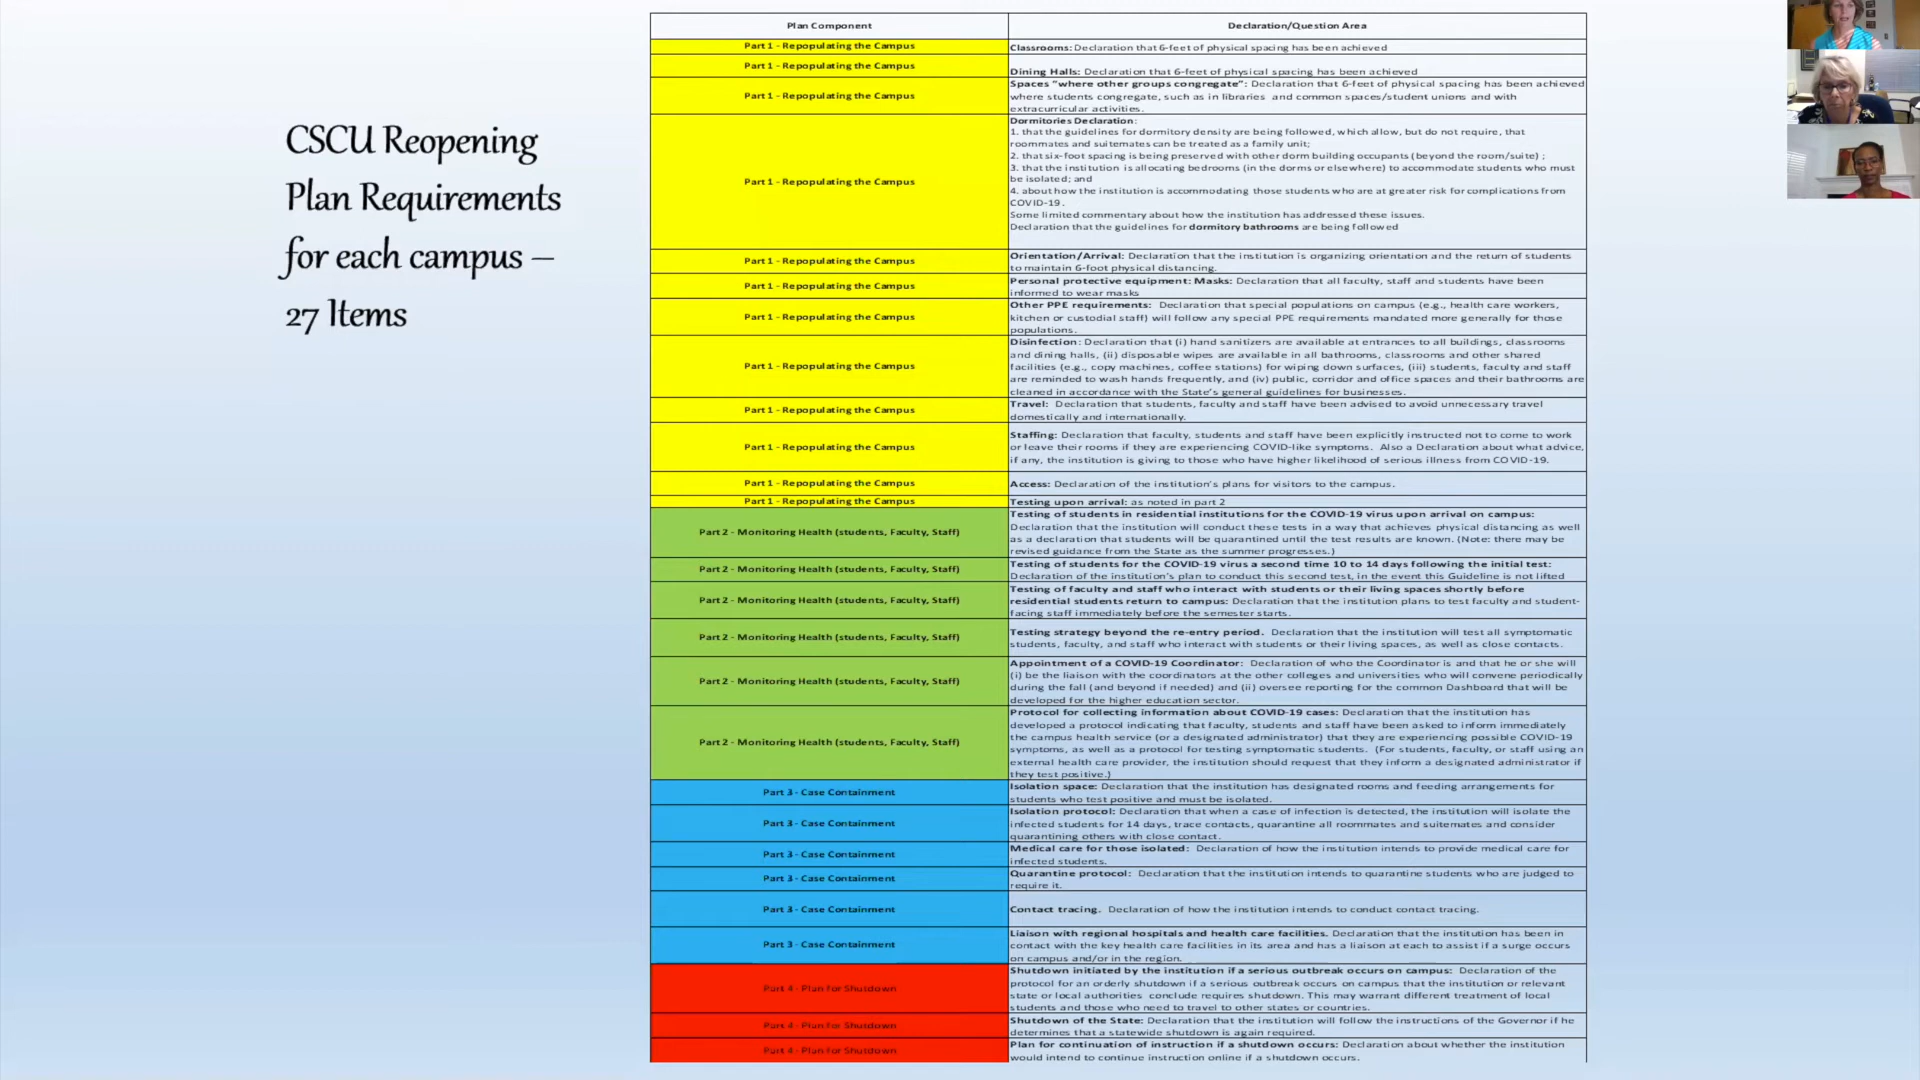 CSCU Reopening
Plan Requirements
for each campus –
27 Items
Plan Component
Declaration/Question Area
Part 1 - Repopulating the Campus
Classrooms: Declaration that 6-feet of physical spacing has been achieved
Part 1 - Repopulating the Campus
Dining Halls: Declaration that 6-feet of physical spacing has been achieved
Part 1 - Repopulating the Campus
Spaces "where other groups congregate": Declaration that 6-feet of physical spacing has been achieved
where students congregate, such as in libraries and common spaces/student unions and with
extracurricular activities.
Part 1 - Repopulating the Campus
Dormitories Declaration:
1. that the guidelines for dormitory density are being followed, which allow, but do not require, that
roommates and suitemates can be treated as a family unit;
2. that six-foot spacing is being preserved with other dorm building occupants (beyond the room/suite) ;
3. that the institution is allocating bedrooms (in the dorms or elsewhere) to accommodate students who must
be isolated; and
4. about how the institution is accommodating those students who are at greater risk for complications from
COVID-19.
Some limited commentary about how the institution has addressed these issues.
Declaration that the guidelines for dormitory bathrooms are being followed
Part 1 - Repopulating the Campus
Orientation/Arrival: Declaration that the institution is organizing orientation and the return of students
to maintain 6-foot physical distancing.
Part 1 - Repopulating the Campus
Personal protective equipment: Masks: Declaration that all faculty, staff and students have been
informed to wear masks
Part 1 - Repopulating the Campus
Other PPE requirements: Declaration that special populations on campus (e.g., health care workers,
kitchen or custodial staff) will follow any special PPE requirements mandated more generally for those
populations.
Part 1 - Repopulating the Campus
Disinfection: Declaration that (i) hand sanitizers are available at entrances to all buildings, classrooms
and dining halls, (ii) disposable wipes are available in all bathrooms, classrooms and other shared
facilities (e.g., copy machines, coffee stations) for wiping down surfaces, (iii) students, faculty and staff
are reminded to wash hands frequently, and (iv) public, corridor and office spaces and their bathrooms are
cleaned in accordance with the State's general guidelines for businesses.
Part 1 - Repopulating the Campus
Travel: Declaration that students, faculty and staff have been advised to avoid unnecessary travel
domestically and internationally.
Part 1 - Repopulating the Campus
Staffing: Declaration that faculty, students and staff have been explicitly instructed not to come to work
or leave their rooms if they are experiencing COVID-like symptoms. Also a Declaration about what advice,
if any, the institution is giving to those who have higher likelihood of serious illness from COVID-19.
Part 1 - Repopulating the Campus
Access: Declaration of the institution's plans for visitors to the campus.
Part 1 - Repopulating the Campus
Testing upon arrival: as noted in part 2
Part 2 - Monitoring Health (students, Faculty, Staff)
Testing of students in residential institutions for the COVID-19 virus upon arrival on campus:
Declaration that the institution will conduct these tests in a way that achieves physical distancing as well
as a declaration that students will be quarantined until the test results are known. (Note: there may be
revised guidance from the State as the summer progresses.)
Part 2 - Monitoring Health (students, Faculty, Staff)
Testing of students for the COVID-19 virus a second time 10 to 14 days following the initial test:
Declaration of the institution's plan to conduct this second test, in the event this Guideline is not lifted
Part 2 - Monitoring Health (students, Faculty, Staff)
Testing of faculty and staff who interact with students or their living spaces shortly before
residential students return to campus: Declaration that the institution plans to test faculty and student-
facing staff immediately before the semester starts.
Part 2 - Monitoring Health (students, Faculty, Staff)
Testing strategy beyond the re-entry period. Declaration that the institution will test all symptomatic
students, faculty, and staff who interact with students or their living spaces, as well as close contacts.
Part 2 - Monitoring Health (students, Faculty, Staff)
Appointment of a COVID-19 Coordinator: Declaration of who the Coordinator is and that he or she will
(i) be the liaison with the coordinators at the other colleges and universities who will convene periodically
during the fall (and beyond if needed) and (ii) oversee reporting for the common Dashboard that will be
developed for the higher education sector.
Part 2 - Monitoring Health (students, Faculty, Staff)
Protocol for collecting information about COVID-19 cases: Declaration that the institution has
developed a protocol indicating that faculty, students and staff have been asked to inform immediately
the campus health service (or a designated administrator) that they are experiencing possible COVID-19
symptoms, as well as a protocol for testing symptomatic students. (For students, faculty, or staff using an
external health care provider, the institution should request that they inform a designated administrator if
they test positive.)
Part 3 - Case Containment
Isolation space: Declaration that the institution has designated rooms and feeding arrangements for
students who test positive and must be isolated.
Part 3 - Case Containment
Isolation protocol: Declaration that when a case of infection is detected, the institution will isolate the
infected students for 14 days, trace contacts, quarantine all roommates and suitemates and consider
quarantining others with close contact.
Part 3 - Case Containment
Medical care for those isolated: Declaration of how the institution intends to provide medical care for
infected students.
Part 3 - Case Containment
Quarantine protocol: Declaration that the institution intends to quarantine students who are judged to
require it.
Part 3 - Case Containment
Contact tracing. Declaration of how the institution intends to conduct contact tracing.
Part 3 - Case Containment
Liaison with regional hospitals and health care facilities. Declaration that the institution has been in
contact with the key health care facilities in its area and has a liaison at each to assist if a surge occurs
on campus and/or in the region.
Part 4 - Plan For Shutdown
Shutdown initiated by the institution if a serious outbreak occurs on campus: Declaration of the
protocol for an orderly shutdown if a serious outbreak occurs on campus that the institution or relevant
state or local authorities conclude requires shutdown. This may warrant different treatment of local
students and those who need to travel to other states or countries.
Part 4 - Plan For Shutdown
Shutdown of the State: Declaration that the institution will follow the instructions of the Governor if he
determines that a statewide shutdown is again required.
Part 4 - Plan For Shutdown
Plan for continuation of instruction if a shutdown occurs: Declaration about whether the institution
would intend to continue instruction online if a shutdown occurs.